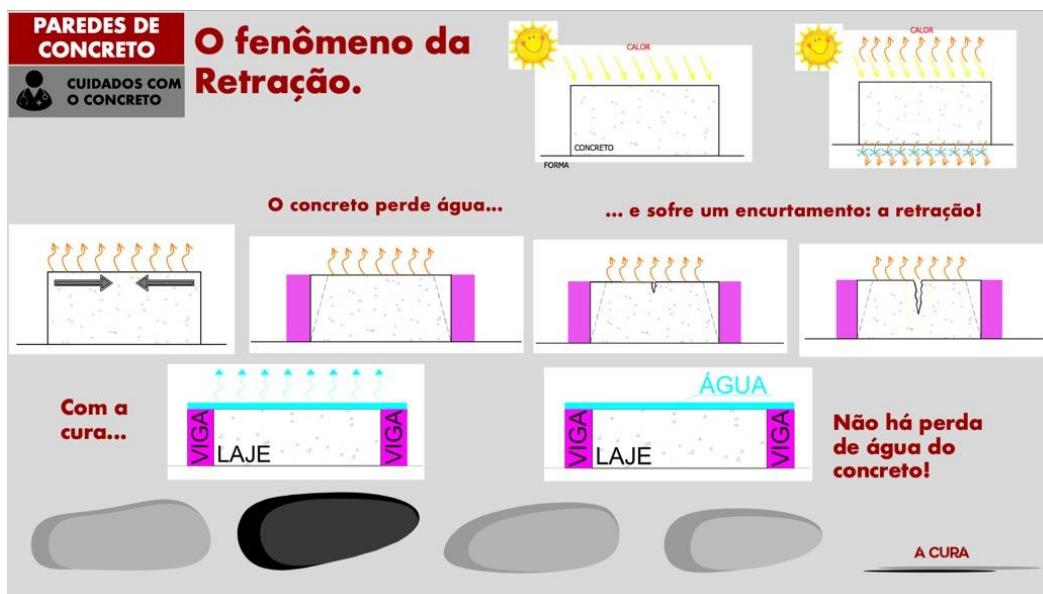 PAREDES DE
CONCRETO
CUIDADOS COM
O CONCRETO
O fenômeno da
Retração.
CALOR
CONCRETO
FORMA
CALOR
O concreto perde água...
... e sofre um encurtamento: a retração!
Com a
cura...
VIGA
LAJE
VIGA
ÁGUA
VIGA
LAJE
VIGA
Não há perda
de água do
concreto!
A CURA